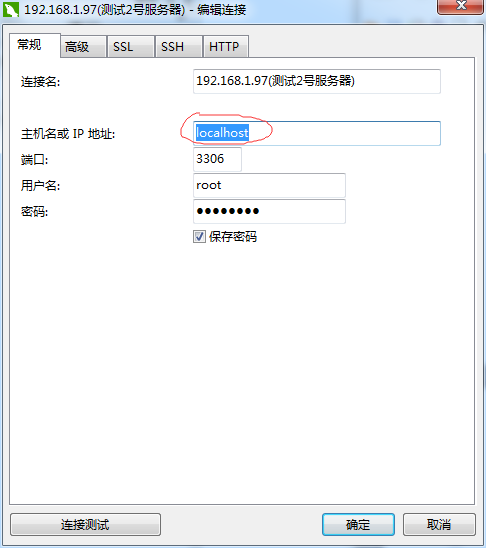 192.168.1.97(测试2号服务器) - 编辑连接
常规 高级 SSL SSH HTTP
连接名: 192.168.1.97(测试2号服务器)
主机名或 IP 地址: localhost
端口: 3306
用户名: root
密码: ●●●●●●●●
保存密码
连接测试 确定 取消